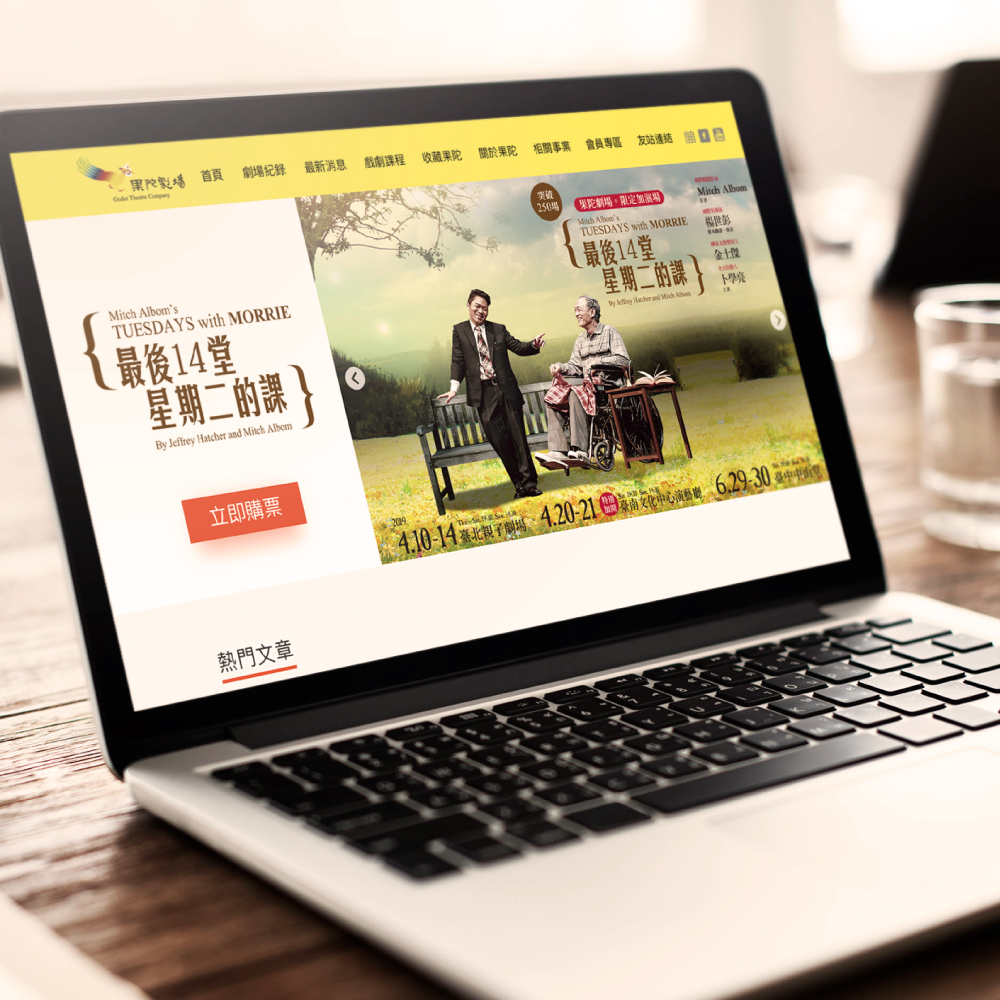 果陀劇場
Godot Theatre Company
首頁
劇場紀錄
最新消息
戲劇課程
收藏果陀
關於果陀
相關事業
會員專區
友站連結
Mitch Albom's
TUESDAYS with MORRIE
最後14堂
星期二的課
By Jeffrey Hatcher and Mitch Albom
立即購票
突破
250場
果陀劇場。限定加演場
Mitch Albom's
TUESDAYS with MORRIE
最後14堂
星期二的課
By Jeffrey Hatcher and Mitch Albom
Mitch Albom
楊世彭
金士傑
卜學亮
2019
4.10-14 臺北親子劇場
4.20-21 特別加開 臺南文化中心演藝廳
6.29-30 臺中中山堂
熱門文章